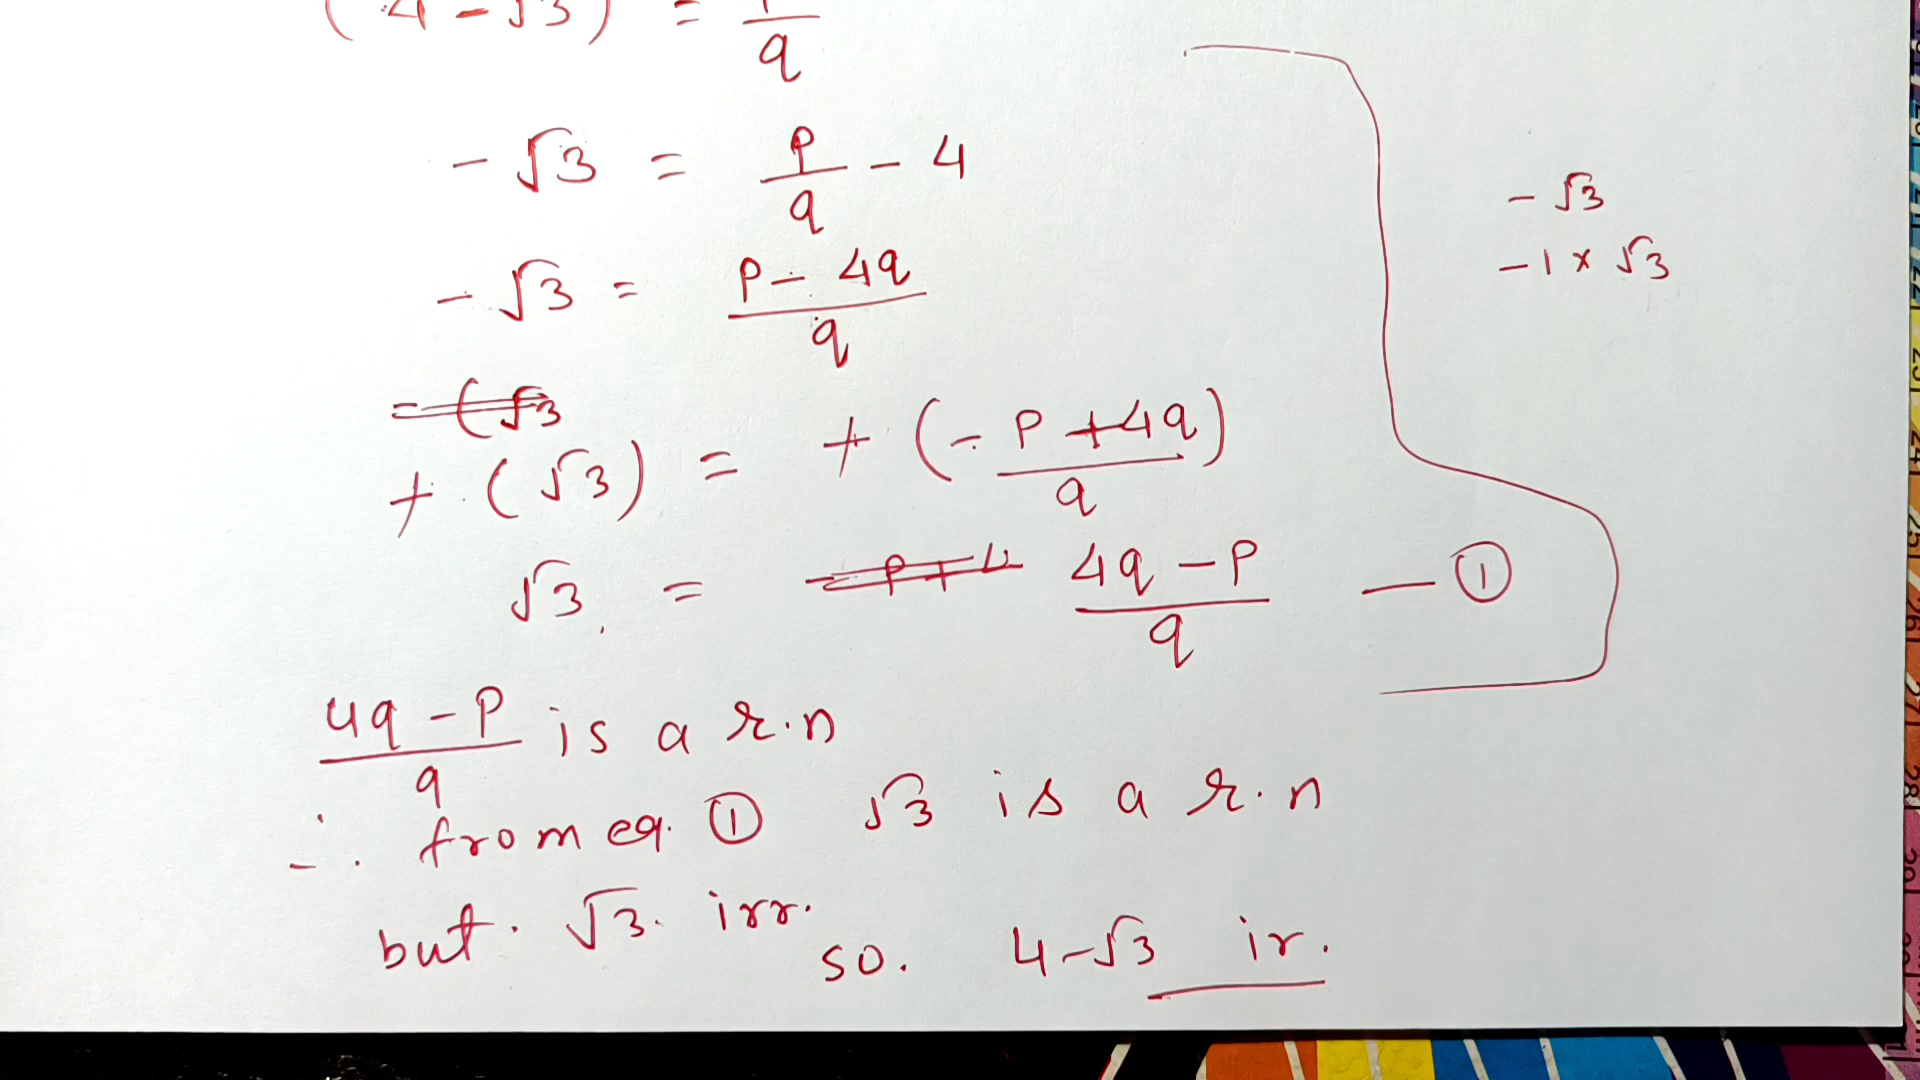 (4 - √3) = P/q
- √3 = P/q - 4
- √3 = (P - 4q)/q
+ (√3) = + (-P + 4q)/q
√3 = (4q - P)/q — ①
(4q - P)/q is a r.n
∴ from eq. ① √3 is a r.n
but. √3. irr.
so. 4-√3 ir.
- √3
- 1 x √3